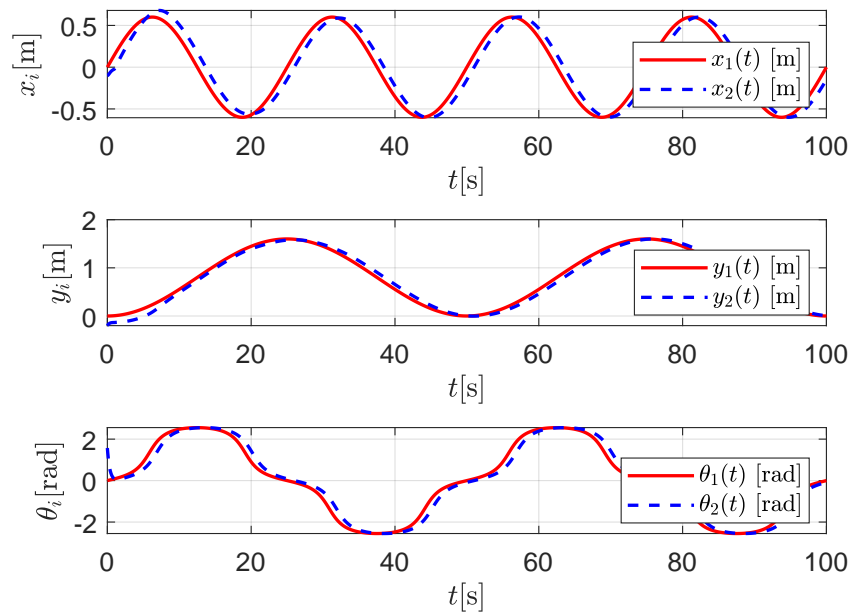 0.5
0
-0.5
x_i[m]
x_1(t) [m]
x_2(t) [m]
0 20 40 60 80 100
t[s]
2
1
0
y_i[m]
y_1(t) [m]
y_2(t) [m]
0 20 40 60 80 100
t[s]
2
0
-2
θ_i[rad]
θ_1(t) [rad]
θ_2(t) [rad]
0 20 40 60 80 100
t[s]